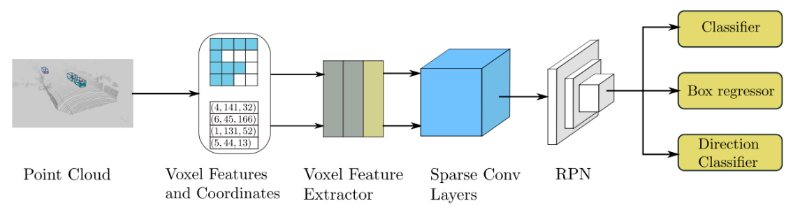 Classifier
(4, 141, 32)
(6, 45, 166)
(1, 131, 52)
(5, 44, 13)
Box regressor
Direction
Classifier
Point Cloud
Voxel Features
and Coordinates
Voxel Feature
Extractor
Sparse Conv
Layers
RPN